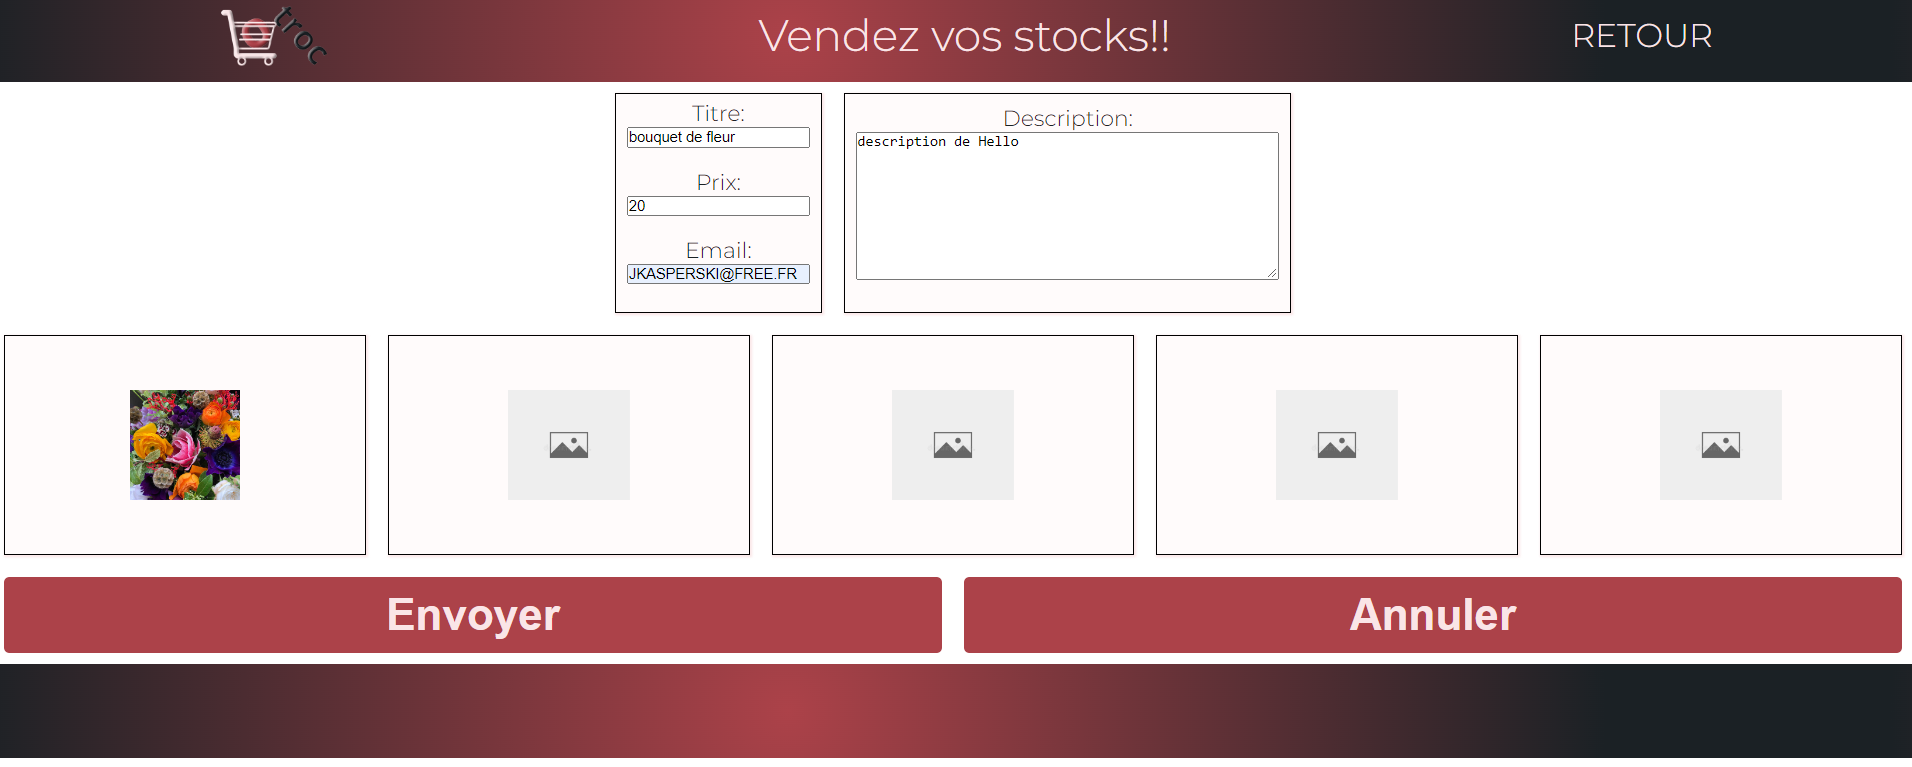 troc
Vendez vos stocks!!
RETOUR
Titre:
bouquet de fleur
Prix:
20
Email:
JKASPERSKI@FREE.FR
Description:
description de Hello
Envoyer
Annuler